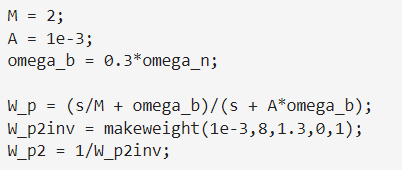 M = 2;
A = 1e-3;
omega_b = 0.3*omega_n;
W_p = (s/M + omega_b)/(s + A*omega_b);
W_p2inv = makeweight(1e-3,8,1.3,0,1);
W_p2 = 1/W_p2inv;